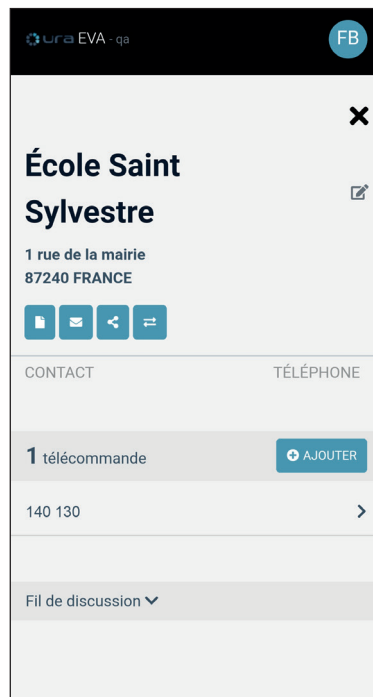 ura EVA - qa
FB
École Saint
Sylvestre
1 rue de la mairie
87240 FRANCE
CONTACT TÉLÉPHONE
1 télécommande AJOUTER
140 130
Fil de discussion